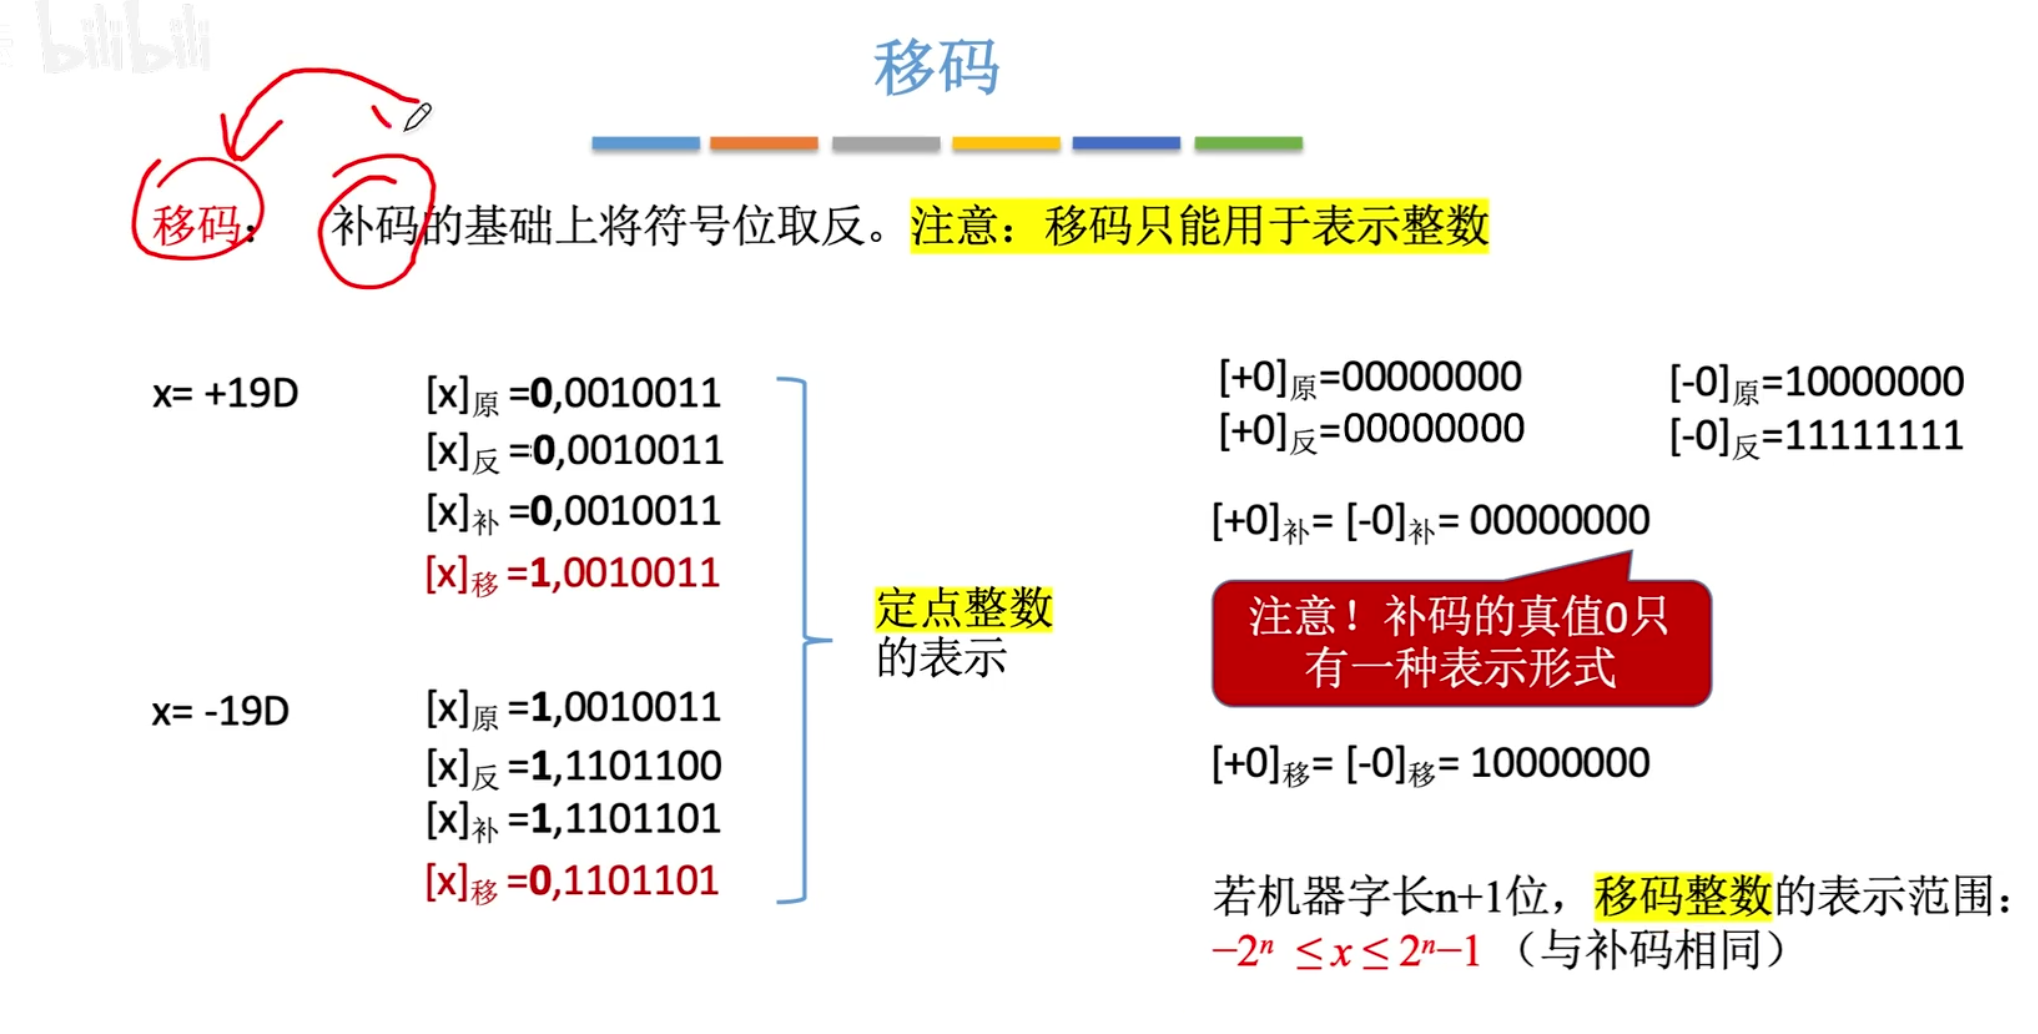 bilibili
移码
移码： 补码的基础上将符号位取反。注意：移码只能用于表示整数
x= +19D
[x]原 =0,0010011
[x]反 =0,0010011
[x]补 =0,0010011
[x]移 =1,0010011
x= -19D
[x]原 =1,0010011
[x]反 =1,1101100
[x]补 =1,1101101
[x]移 =0,1101101
定点整数
的表示
[+0]原=00000000 [-0]原=10000000
[+0]反=00000000 [-0]反=11111111
[+0]补= [-0]补= 00000000
注意！补码的真值0只
有一种表示形式
[+0]移= [-0]移= 10000000
若机器字长n+1位，移码整数的表示范围：
−2ⁿ ≤ x ≤ 2ⁿ−1 （与补码相同）